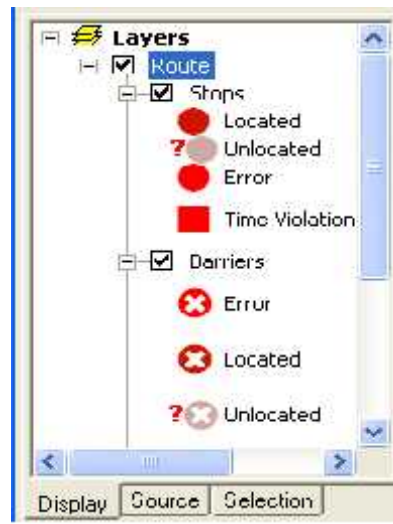 Layers
Route
Stops
Located
? Unlocated
Error
Time Violation
Barriers
Error
Located
? Unlocated
Display Source Selection